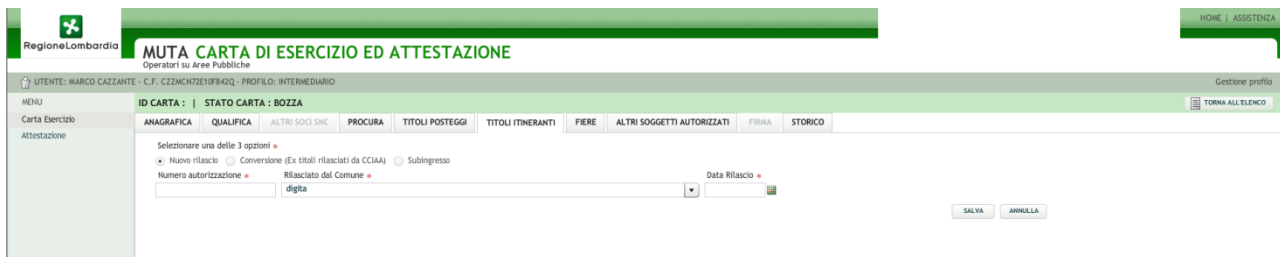 HOME | ASSISTENZA
RegioneLombardia
MUTA CARTA DI ESERCIZIO ED ATTESTAZIONE
Operatori su Aree Pubbliche
UTENTE: MARCO CAZZANTE - C.F. CZZMCN72E10F842Q - PROFILO: INTERMEDIARIO Gestione profilo
MENU
ID CARTA : | STATO CARTA : BOZZA TORNA ALL'ELENCO
Carta Esercizio
Attestazione
ANAGRAFICA QUALIFICA ALTRI SOCI SNC PROCURA TITOLI POSTEGGI TITOLI ITINERANTI FIERE ALTRI SOGGETTI AUTORIZZATI FIRMA STORICO
Selezionare una delle 3 opzioni *
Nuovo rilascio Conversione (Ex titoli rilasciati da CCIAA) Subingresso
Numero autorizzazione * Rilasciato dal Comune * Data Rilascio *
digita
SALVA ANNULLA